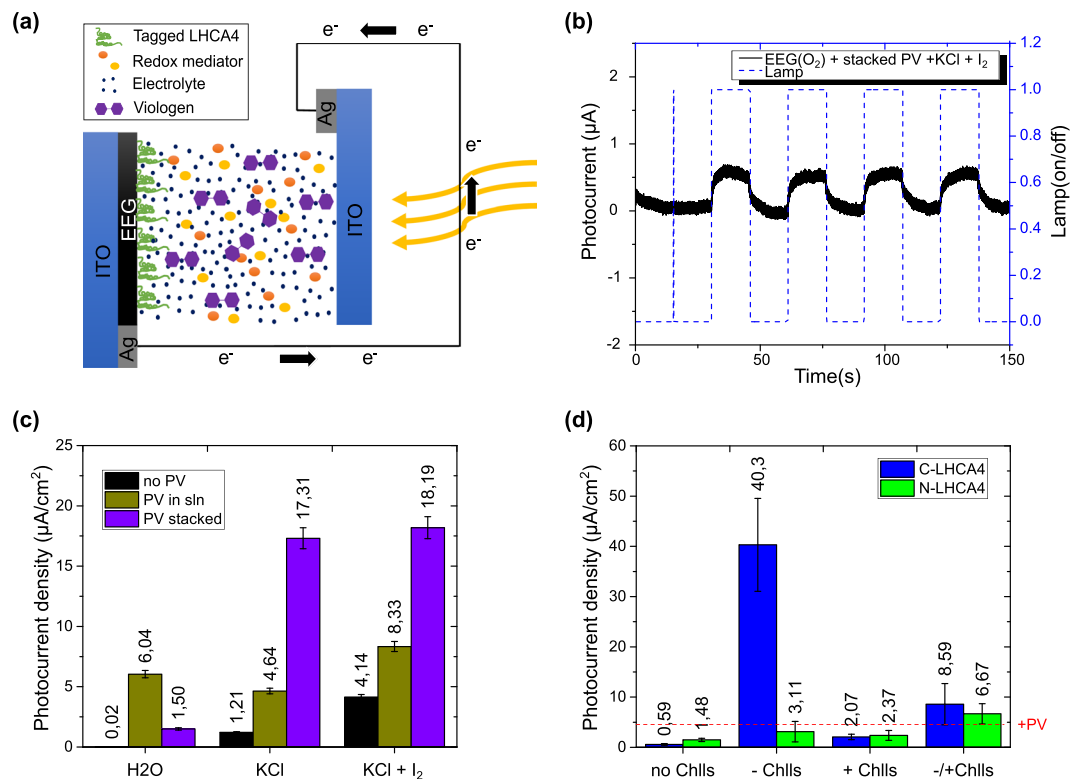 (a)
Tagged LHCA4
Redox mediator
Electrolyte
Viologen
e-
e-
Ag
e-
ITO
EEG
ITO
e-
Ag
e-
e-
(b)
EEG(O2) + stacked PV +KCl + I2
Lamp
Photocurrent (µA)
2
1
0
-1
-2
0
50
100
150
Time(s)
Lamp(on/off)
1.2
1.0
0.8
0.6
0.4
0.2
0.0
(c)
Photocurrent density (µA/cm2)
25
20
15
10
5
0
no PV
PV in sln
PV stacked
0,02
6,04
1,50
1,21
4,64
17,31
4,14
8,33
18,19
H2O
KCl
KCl + I2
(d)
Photocurrent density (µA/cm2)
60
50
40
30
20
10
0
C-LHCA4
N-LHCA4
0,59
1,48
40,3
3,11
2,07
2,37
8,59
6,67
+PV
no Chlls
- Chlls
+ Chlls
-/+Chlls